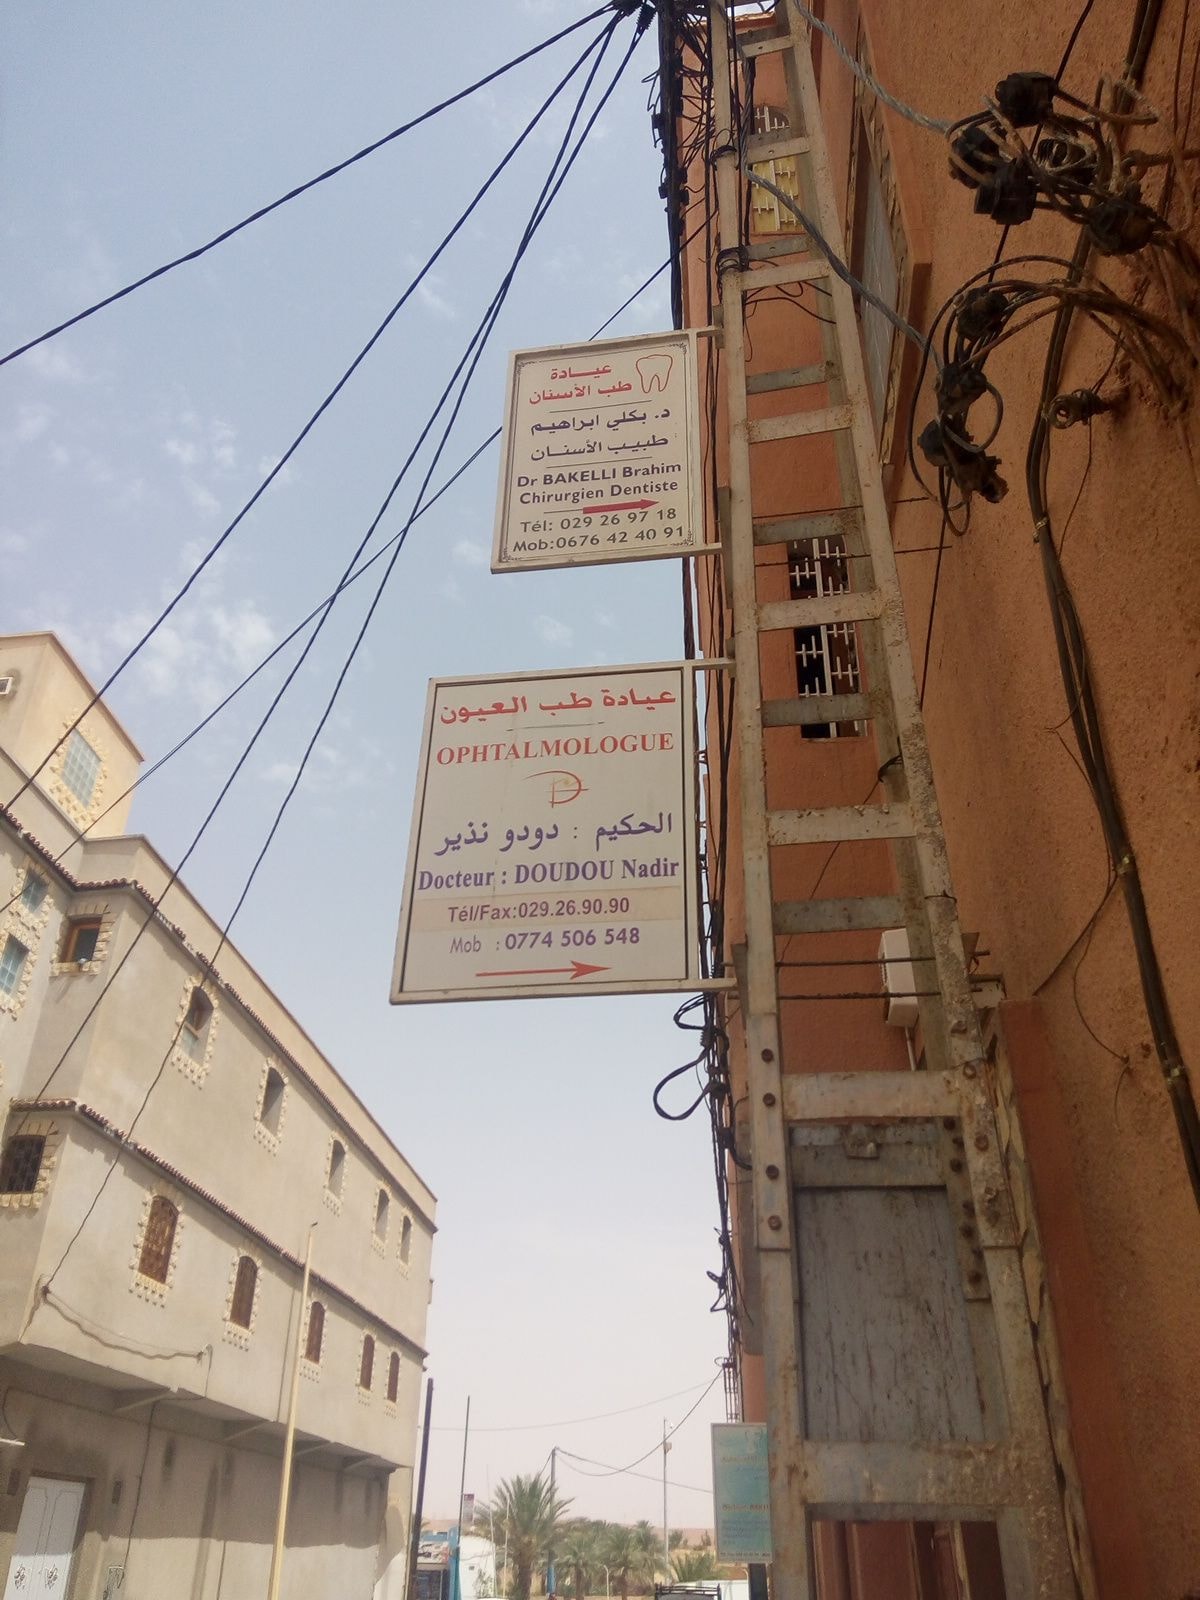 عيـــادة
طب الأسنان
د. بكلي ابراهيم
طبيب الأسنـــان
Dr BAKELLI Brahim
Chirurgien Dentiste
Tél: 029 26 97 18
Mob:0676 42 40 91
عيادة طب العيون
OPHTALMOLOGUE
الحكيم : دودو نذير
Docteur : DOUDOU Nadir
Tél/Fax:029.26.90.90
Mob : 0774 506 548